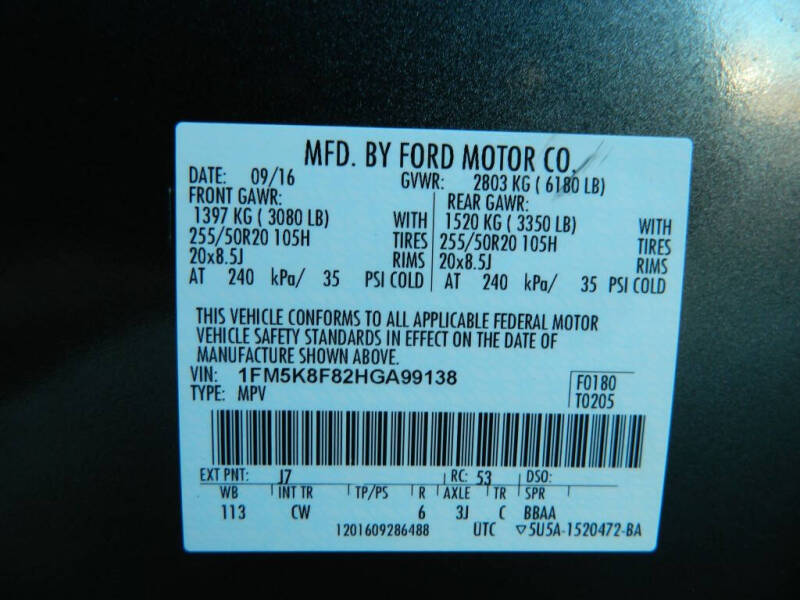 MFD. BY FORD MOTOR CO.
DATE: 09/16 GVWR: 2803 KG ( 6180 LB)
FRONT GAWR: REAR GAWR:
1397 KG ( 3080 LB) WITH 1520 KG ( 3350 LB) WITH
255/50R20 105H TIRES 255/50R20 105H TIRES
20x8.5J RIMS 20x8.5J RIMS
AT 240 kPa/ 35 PSI COLD AT 240 kPa/ 35 PSI COLD
THIS VEHICLE CONFORMS TO ALL APPLICABLE FEDERAL MOTOR
VEHICLE SAFETY STANDARDS IN EFFECT ON THE DATE OF
MANUFACTURE SHOWN ABOVE.
VIN: 1FM5K8F82HGA99138 F0180
TYPE: MPV T0205
EXT PNT: J7 RC: 53 DSO:
WB INT TR TP/PS R AXLE TR SPR
113 CW 6 3J C BBAA
1201609286488 UTC ▽5U5A-1520472-BA